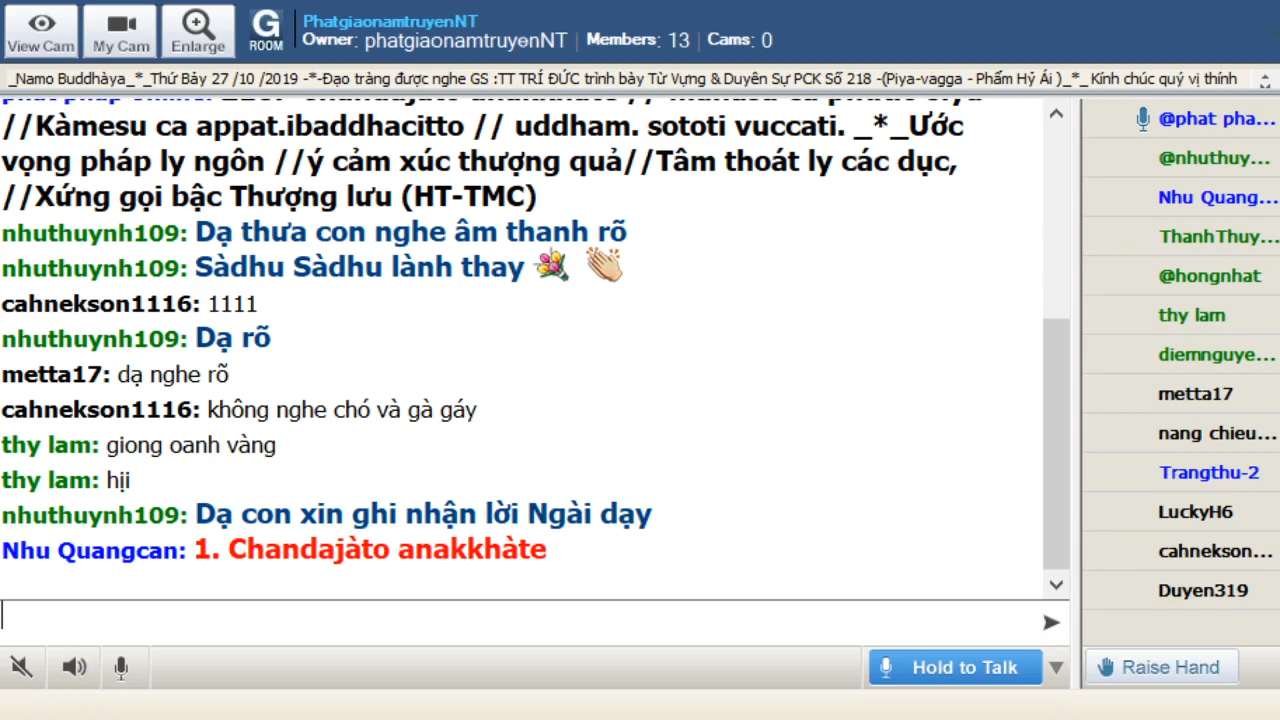 View Cam
My Cam
Enlarge
G
ROOM
PhatgiaonamtruyenNT
Owner: phatgiaonamtruyenNT | Members: 13 | Cams: 0
_Namo Buddhàya_*_Thứ Bảy 27 /10 /2019 -*-Đạo tràng được nghe GS :TT TRÍ ĐỨC trình bày Từ Vựng & Duyên Sự PCK Số 218 -(Piya-vagga - Phẩm Hỷ Ái )_*_ Kính chúc quý vị thính
//Kàmesu ca appat.ibaddhacitto // uddham. sototi vuccati. _*_Ước
vọng pháp ly ngôn //ý cảm xúc thượng quả//Tâm thoát ly các dục,
//Xứng gọi bậc Thượng lưu (HT-TMC)
nhuthuynh109: Dạ thưa con nghe âm thanh rõ
nhuthuynh109: Sàdhu Sàdhu lành thay
cahnekson1116: 1111
nhuthuynh109: Dạ rõ
metta17: dạ nghe rõ
cahnekson1116: không nghe chó và gà gáy
thy lam: giong oanh vàng
thy lam: hịi
nhuthuynh109: Dạ con xin ghi nhận lời Ngài dạy
Nhu Quangcan: 1. Chandajàto anakkhàte
@phat pha...
@nhuthuy...
Nhu Quang...
ThanhThuy...
@hongnhat
thy lam
diemnguye...
metta17
nang chieu...
Trangthu-2
LuckyH6
cahnekson...
Duyen319
Hold to Talk
Raise Hand